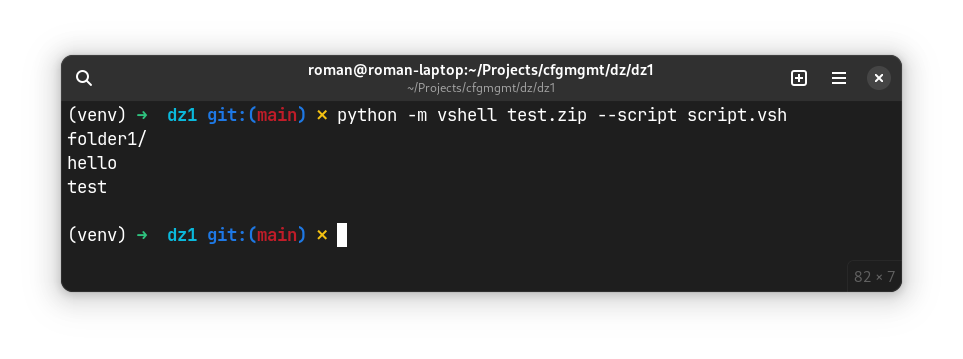 roman@roman-laptop:~/Projects/cfgmgmt/dz/dz1
~/Projects/cfgmgmt/dz/dz1
(venv) → dz1 git:(main) × python -m vshell test.zip --script script.vsh
folder1/
hello
test
(venv) → dz1 git:(main) ×
82 × 7